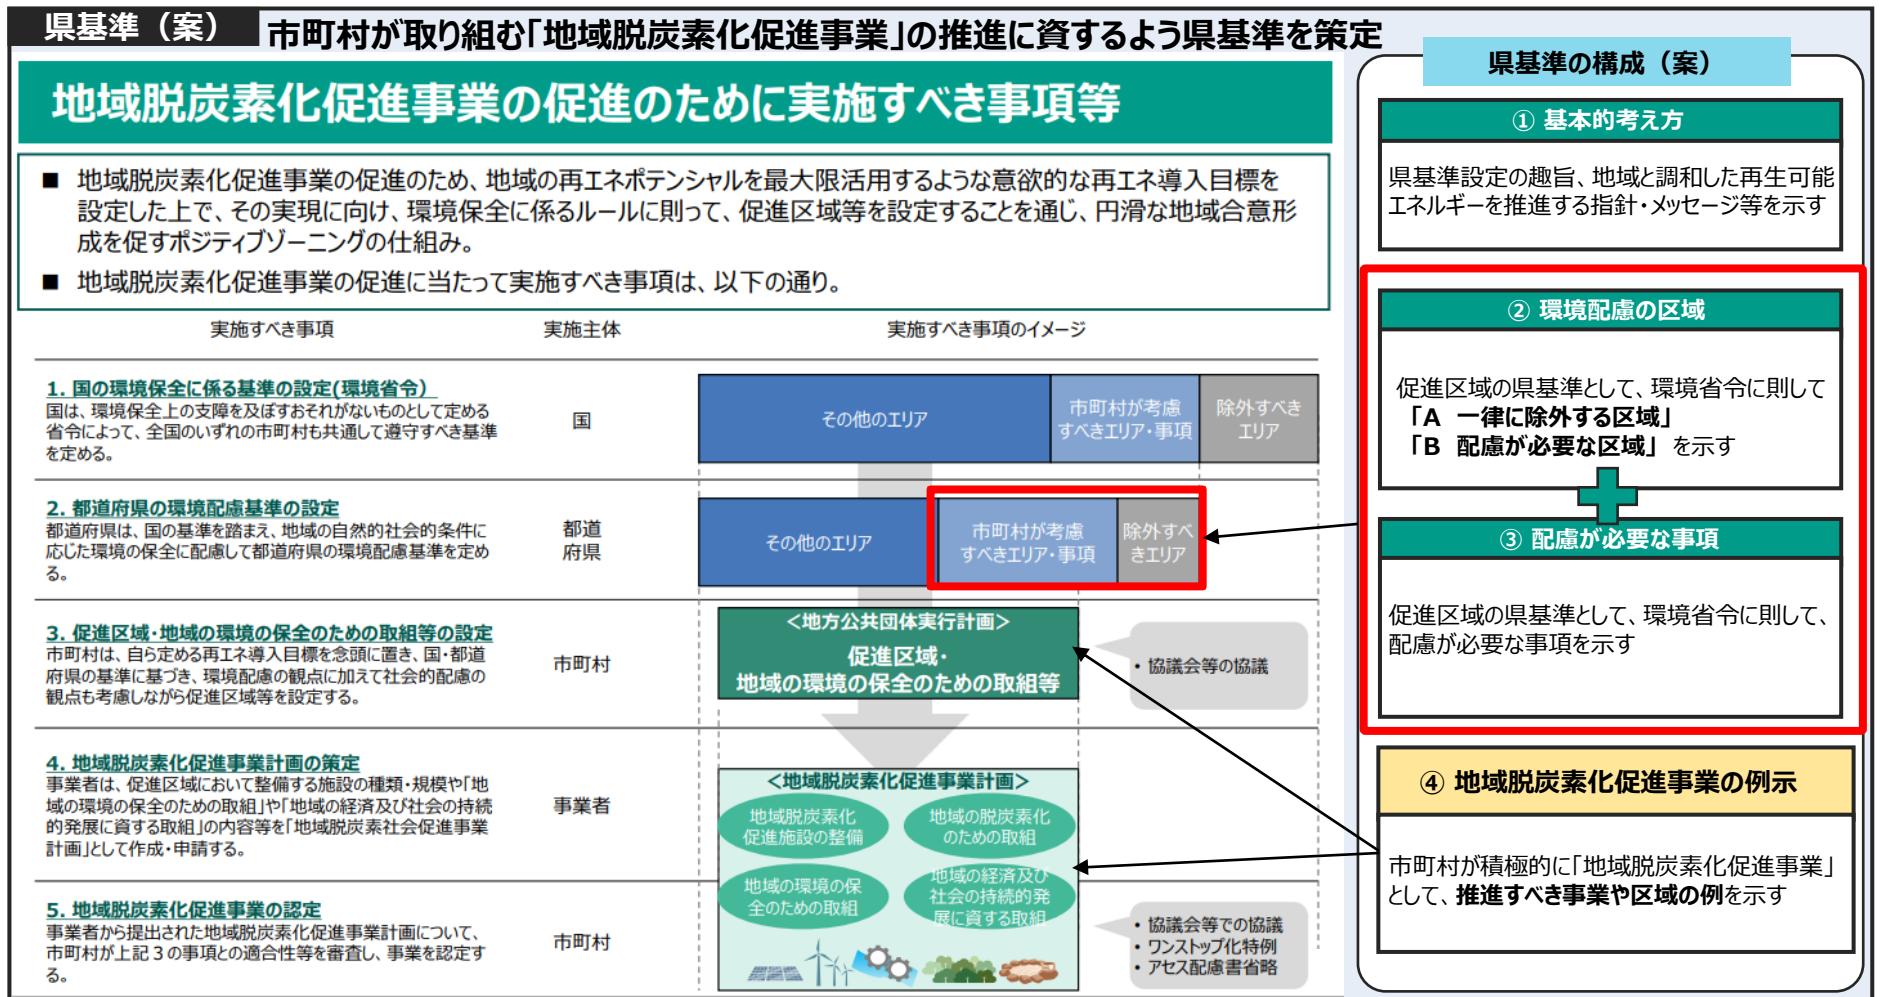 県基準（案）
市町村が取り組む「地域脱炭素化促進事業」の推進に資するよう県基準を策定
地域脱炭素化促進事業の促進のために実施すべき事項等
■ 地域脱炭素化促進事業の促進のため、地域の再エネポテンシャルを最大限活用するような意欲的な再エネ導入目標を
設定した上で、その実現に向け、環境保全に係るルールに則って、促進区域等を設定することを通じ、円滑な地域合意形
成を促すポジティブゾーニングの仕組み。
■ 地域脱炭素化促進事業の促進に当たって実施すべき事項は、以下の通り。
実施すべき事項
実施主体
実施すべき事項のイメージ
1. 国の環境保全に係る基準の設定(環境省令）
国は、環境保全上の支障を及ぼすおそれがないものとして定める
省令によって、全国のいずれの市町村も共通して遵守すべき基準
を定める。
国
その他のエリア
市町村が考慮
すべきエリア・事項
除外すべき
エリア
2. 都道府県の環境配慮基準の設定
都道府県は、国の基準を踏まえ、地域の自然的社会的条件に
応じた環境の保全に配慮して都道府県の環境配慮基準を定め
る。
都道
府県
その他のエリア
市町村が考慮
すべきエリア・事項
除外すべ
きエリア
3. 促進区域・地域の環境の保全のための取組等の設定
市町村は、自ら定める再エネ導入目標を念頭に置き、国・都道
府県の基準に基づき、環境配慮の観点に加えて社会的配慮の
観点も考慮しながら促進区域等を設定する。
市町村
＜地方公共団体実行計画＞
促進区域・
地域の環境の保全のための取組等
・協議会等の協議
4. 地域脱炭素化促進事業計画の策定
事業者は、促進区域において整備する施設の種類・規模や「地
域の環境の保全のための取組」や「地域の経済及び社会の持続
的発展に資する取組」の内容等を「地域脱炭素社会促進事業
計画」として作成・申請する。
事業者
＜地域脱炭素化促進事業計画＞
地域脱炭素化
促進施設の整備
地域の脱炭素化
のための取組
地域の環境の保
全のための取組
地域の経済及び
社会の持続的発
展に資する取組
5. 地域脱炭素化促進事業の認定
事業者から提出された地域脱炭素化促進事業計画について、
市町村が上記３の事項との適合性等を審査し、事業を認定す
る。
市町村
・協議会等での協議
・ワンストップ化特例
・アセス配慮書省略
県基準の構成（案）
① 基本的考え方
県基準設定の趣旨、地域と調和した再生可能
エネルギーを推進する指針・メッセージ等を示す
② 環境配慮の区域
促進区域の県基準として、環境省令に則して
「A 一律に除外する区域」
「B 配慮が必要な区域」 を示す
③ 配慮が必要な事項
促進区域の県基準として、環境省令に則して、
配慮が必要な事項を示す
④ 地域脱炭素化促進事業の例示
市町村が積極的に「地域脱炭素化促進事業」
として、推進すべき事業や区域の例を示す